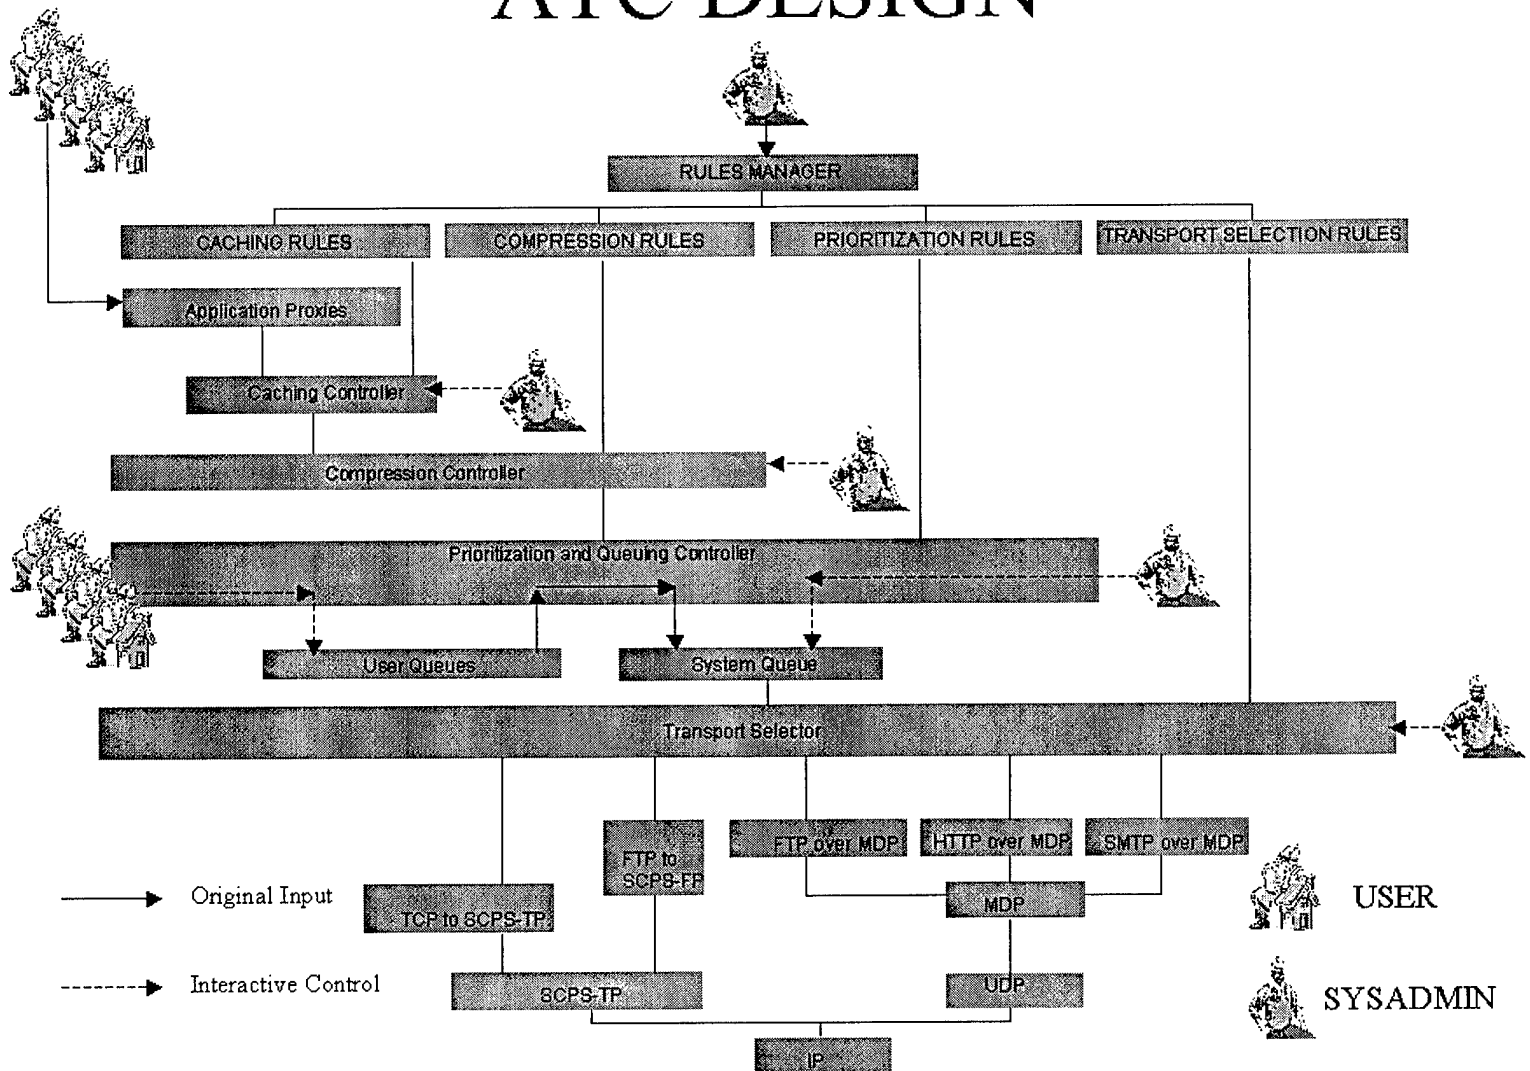 ATC DESIGN
RULES MANAGER
CACHING RULES
COMPRESSION RULES
PRIORITIZATION RULES
TRANSPORT SELECTION RULES
Application Proxies
Caching Controller
Compression Controller
Prioritization and Queuing Controller
User Queues
System Queue
Transport Selector
FTP to
SCPS-FP
FTP over MDP
HTTP over MDP
SMTP over MDP
TCP to SCPS-TP
MDP
SCPS-TP
UDP
IP
Original Input
Interactive Control
USER
SYSADMIN